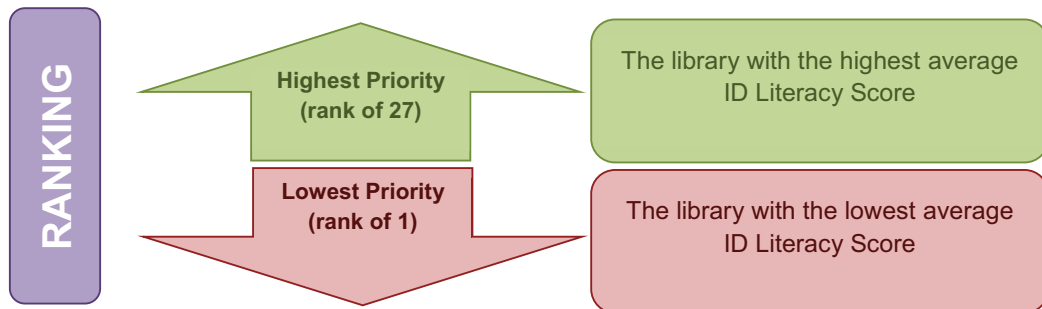 RANKING
Highest Priority
(rank of 27)
The library with the highest average
ID Literacy Score
Lowest Priority
(rank of 1)
The library with the lowest average
ID Literacy Score